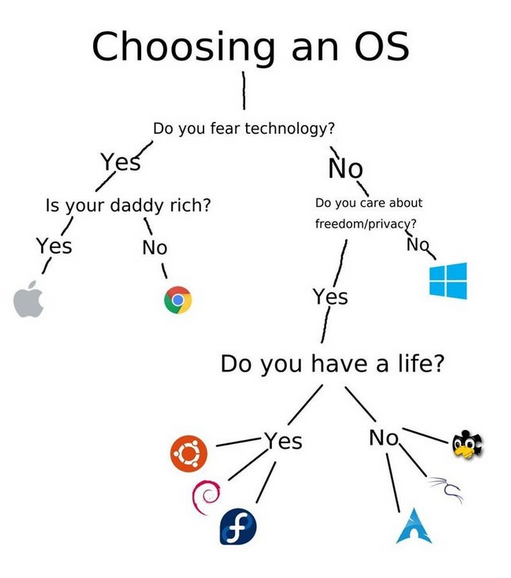 Choosing an OS
Do you fear technology?
Yes
No
Is your daddy rich?
Do you care about
freedom/privacy?
Yes
No
No
Yes
Do you have a life?
Yes
No